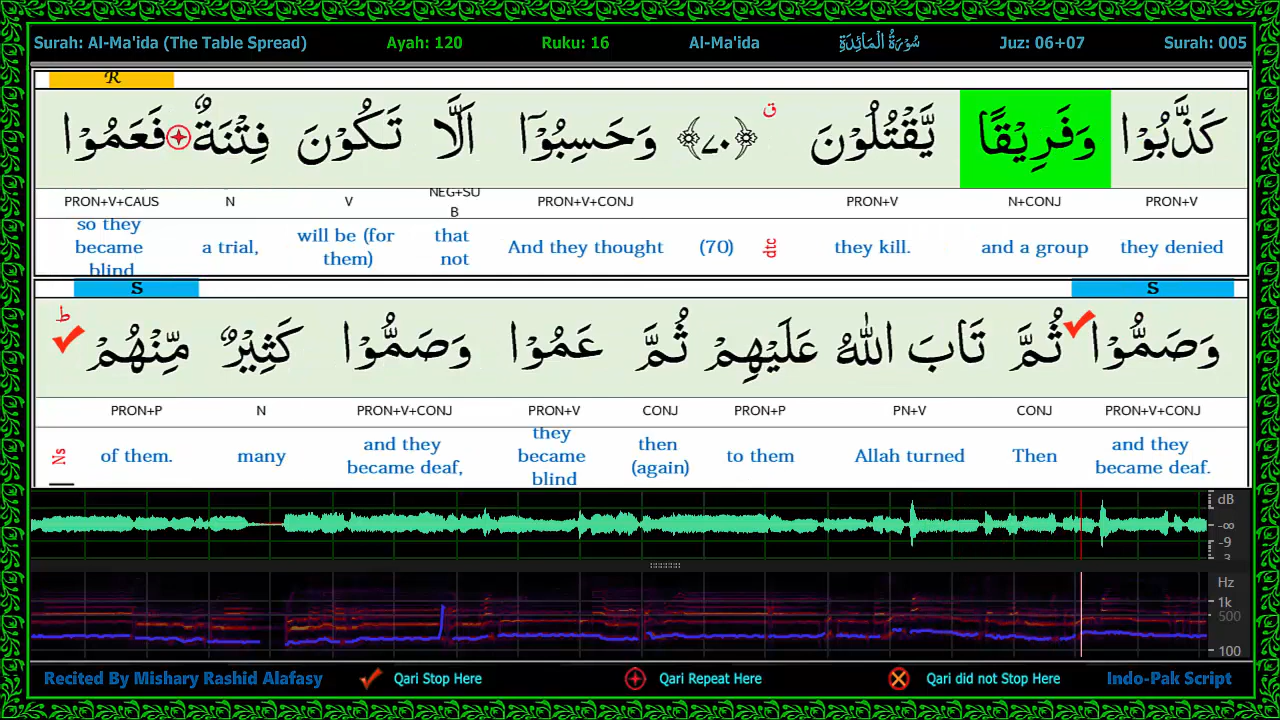 Surah: Al-Ma'ida (The Table Spread) Ayah: 120 Ruku: 16 Al-Ma'ida سُوْرَةُ الْمَائِدَةِ Juz: 06+07 Surah: 005
R
كَذَّبُوْا وَفَرِيْقًا يَّقْتُلُوْنَ ق ﴿۷۰﴾ وَحَسِبُوْۤا اَلَّا تَكُوْنَ فِتْنَةٌ فَعَمُوْا
PRON+V+CAUS N V NEG+SUB PRON+V+CONJ PRON+V N+CONJ PRON+V
so they became blind a trial, will be (for them) that not And they thought (70) dtc they kill. and a group they denied
S S
وَصَمُّوْا ثُمَّ تَابَ اللّٰهُ عَلَيْهِمْ ثُمَّ عَمُوْا وَصَمُّوْا كَثِيْرٌ مِّنْهُمْ ط
PRON+P N PRON+V+CONJ PRON+V CONJ PRON+P PN+V CONJ PRON+V+CONJ
Ns of them. many and they became deaf, they became blind then (again) to them Allah turned Then and they became deaf.
dB
-∞
-9
3
Hz
1k
500
100
Recited By Mishary Rashid Alafasy Qari Stop Here Qari Repeat Here Qari did not Stop Here Indo-Pak Script